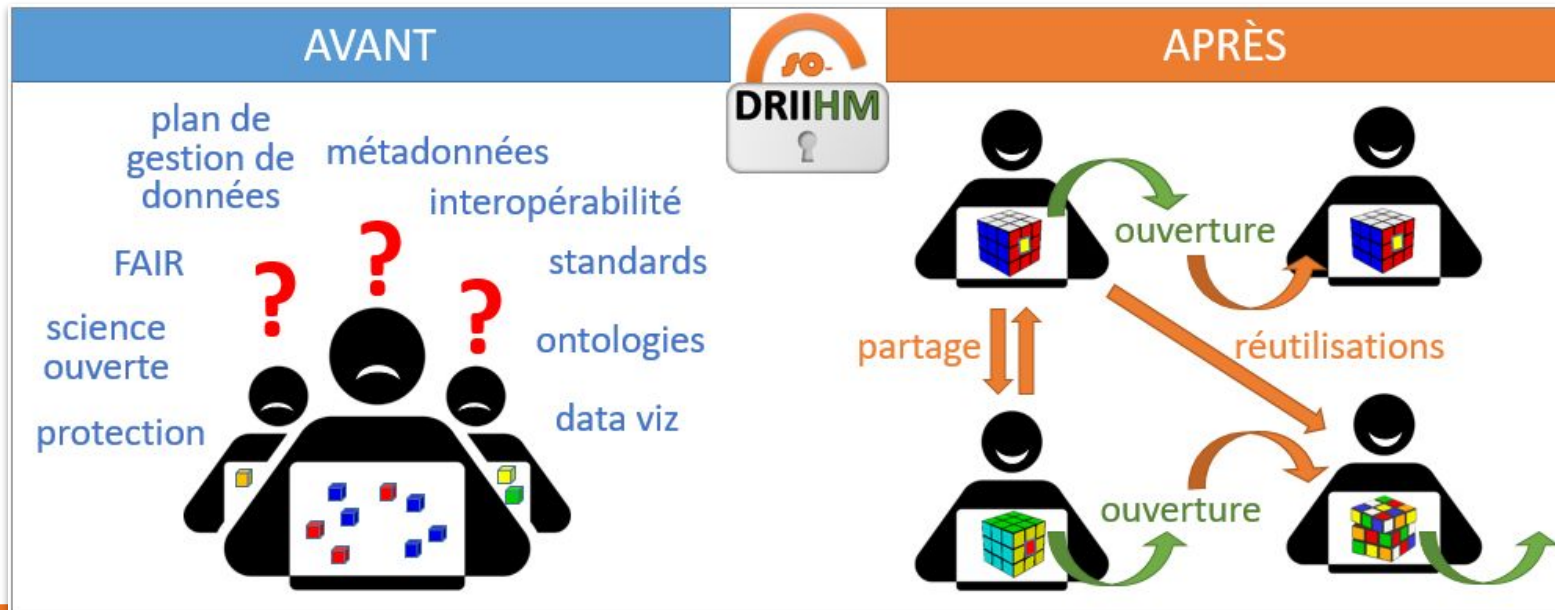 AVANT
SO-
DRIIHM
APRÈS
plan de
gestion de
données
métadonnées
interopérabilité
FAIR
standards
science
ouverte
ontologies
protection
data viz
?
?
?
ouverture
partage
réutilisations
ouverture